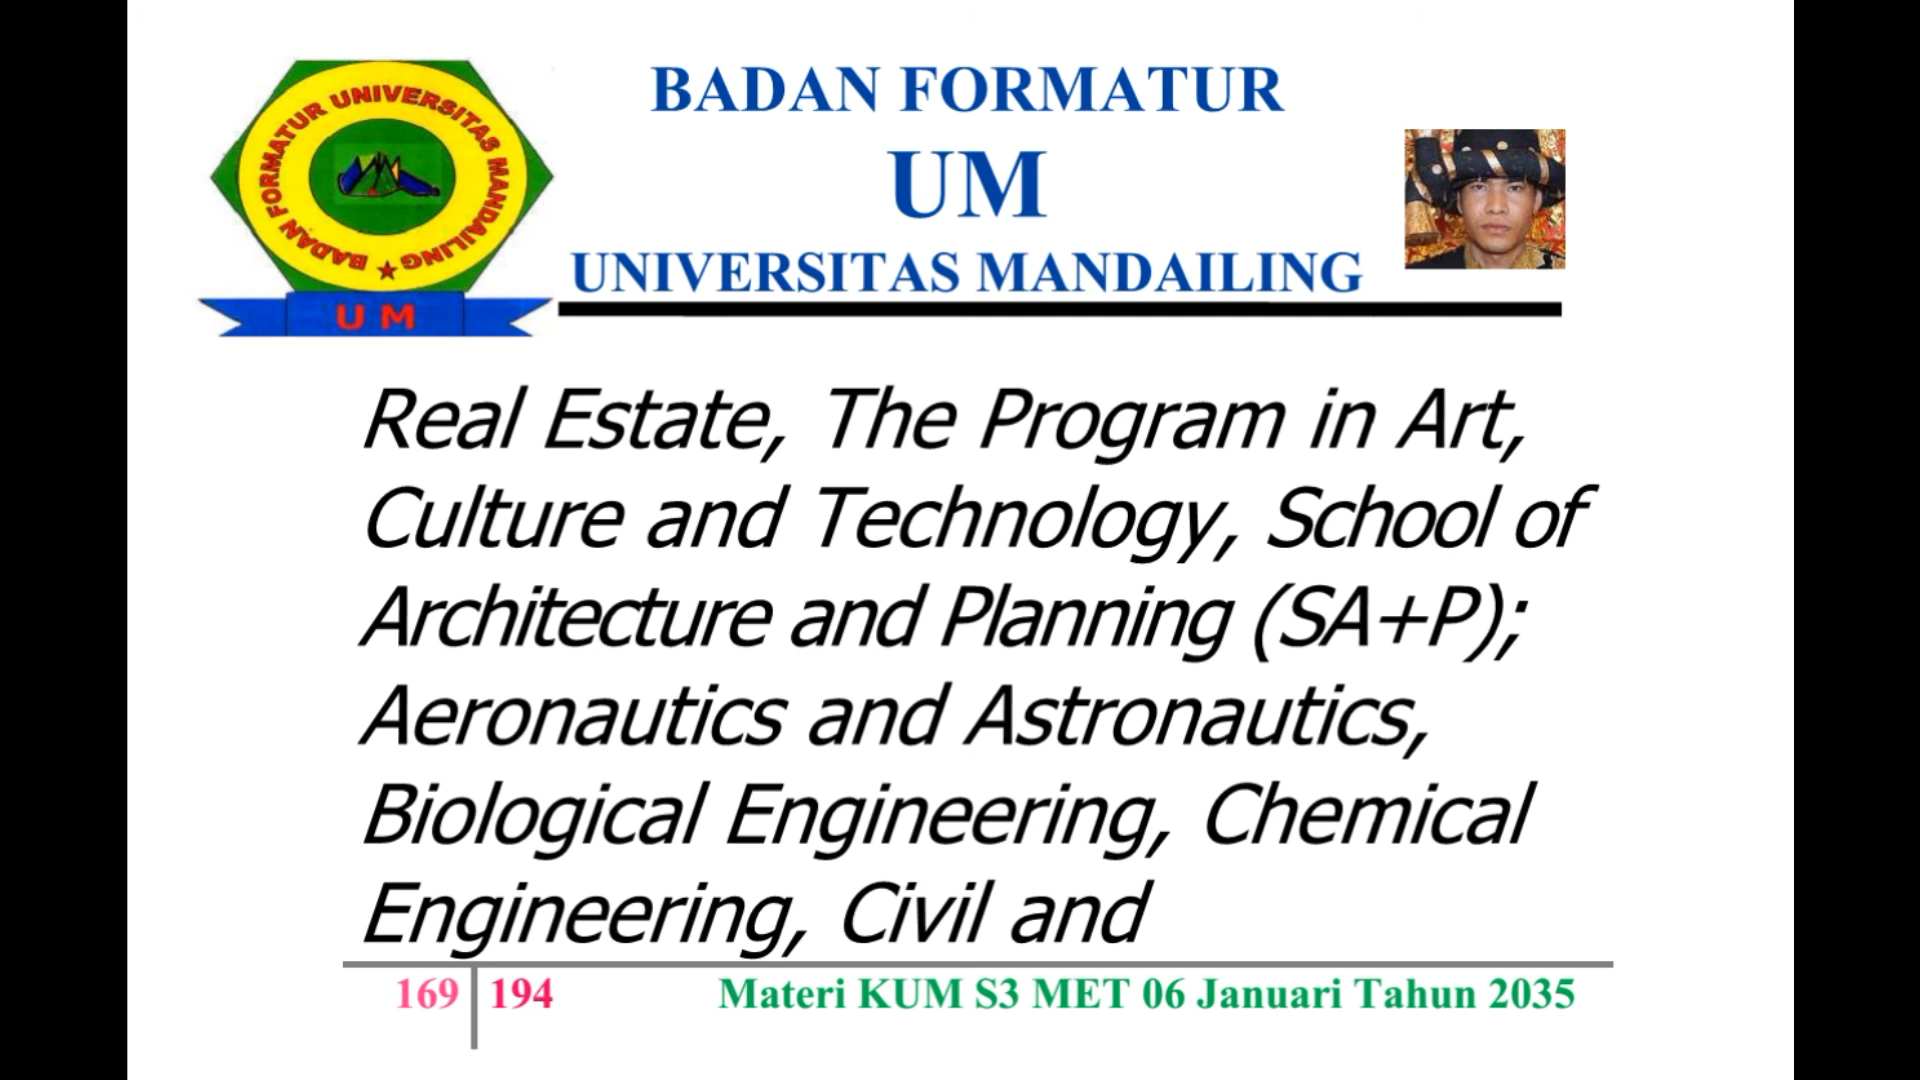 BADAN FORMATUR UNIVERSITAS MANDAILING
UM
BADAN FORMATUR
UM
UNIVERSITAS MANDAILING
Real Estate, The Program in Art,
Culture and Technology, School of
Architecture and Planning (SA+P);
Aeronautics and Astronautics,
Biological Engineering, Chemical
Engineering, Civil and
169 194 Materi KUM S3 MET 06 Januari Tahun 2035